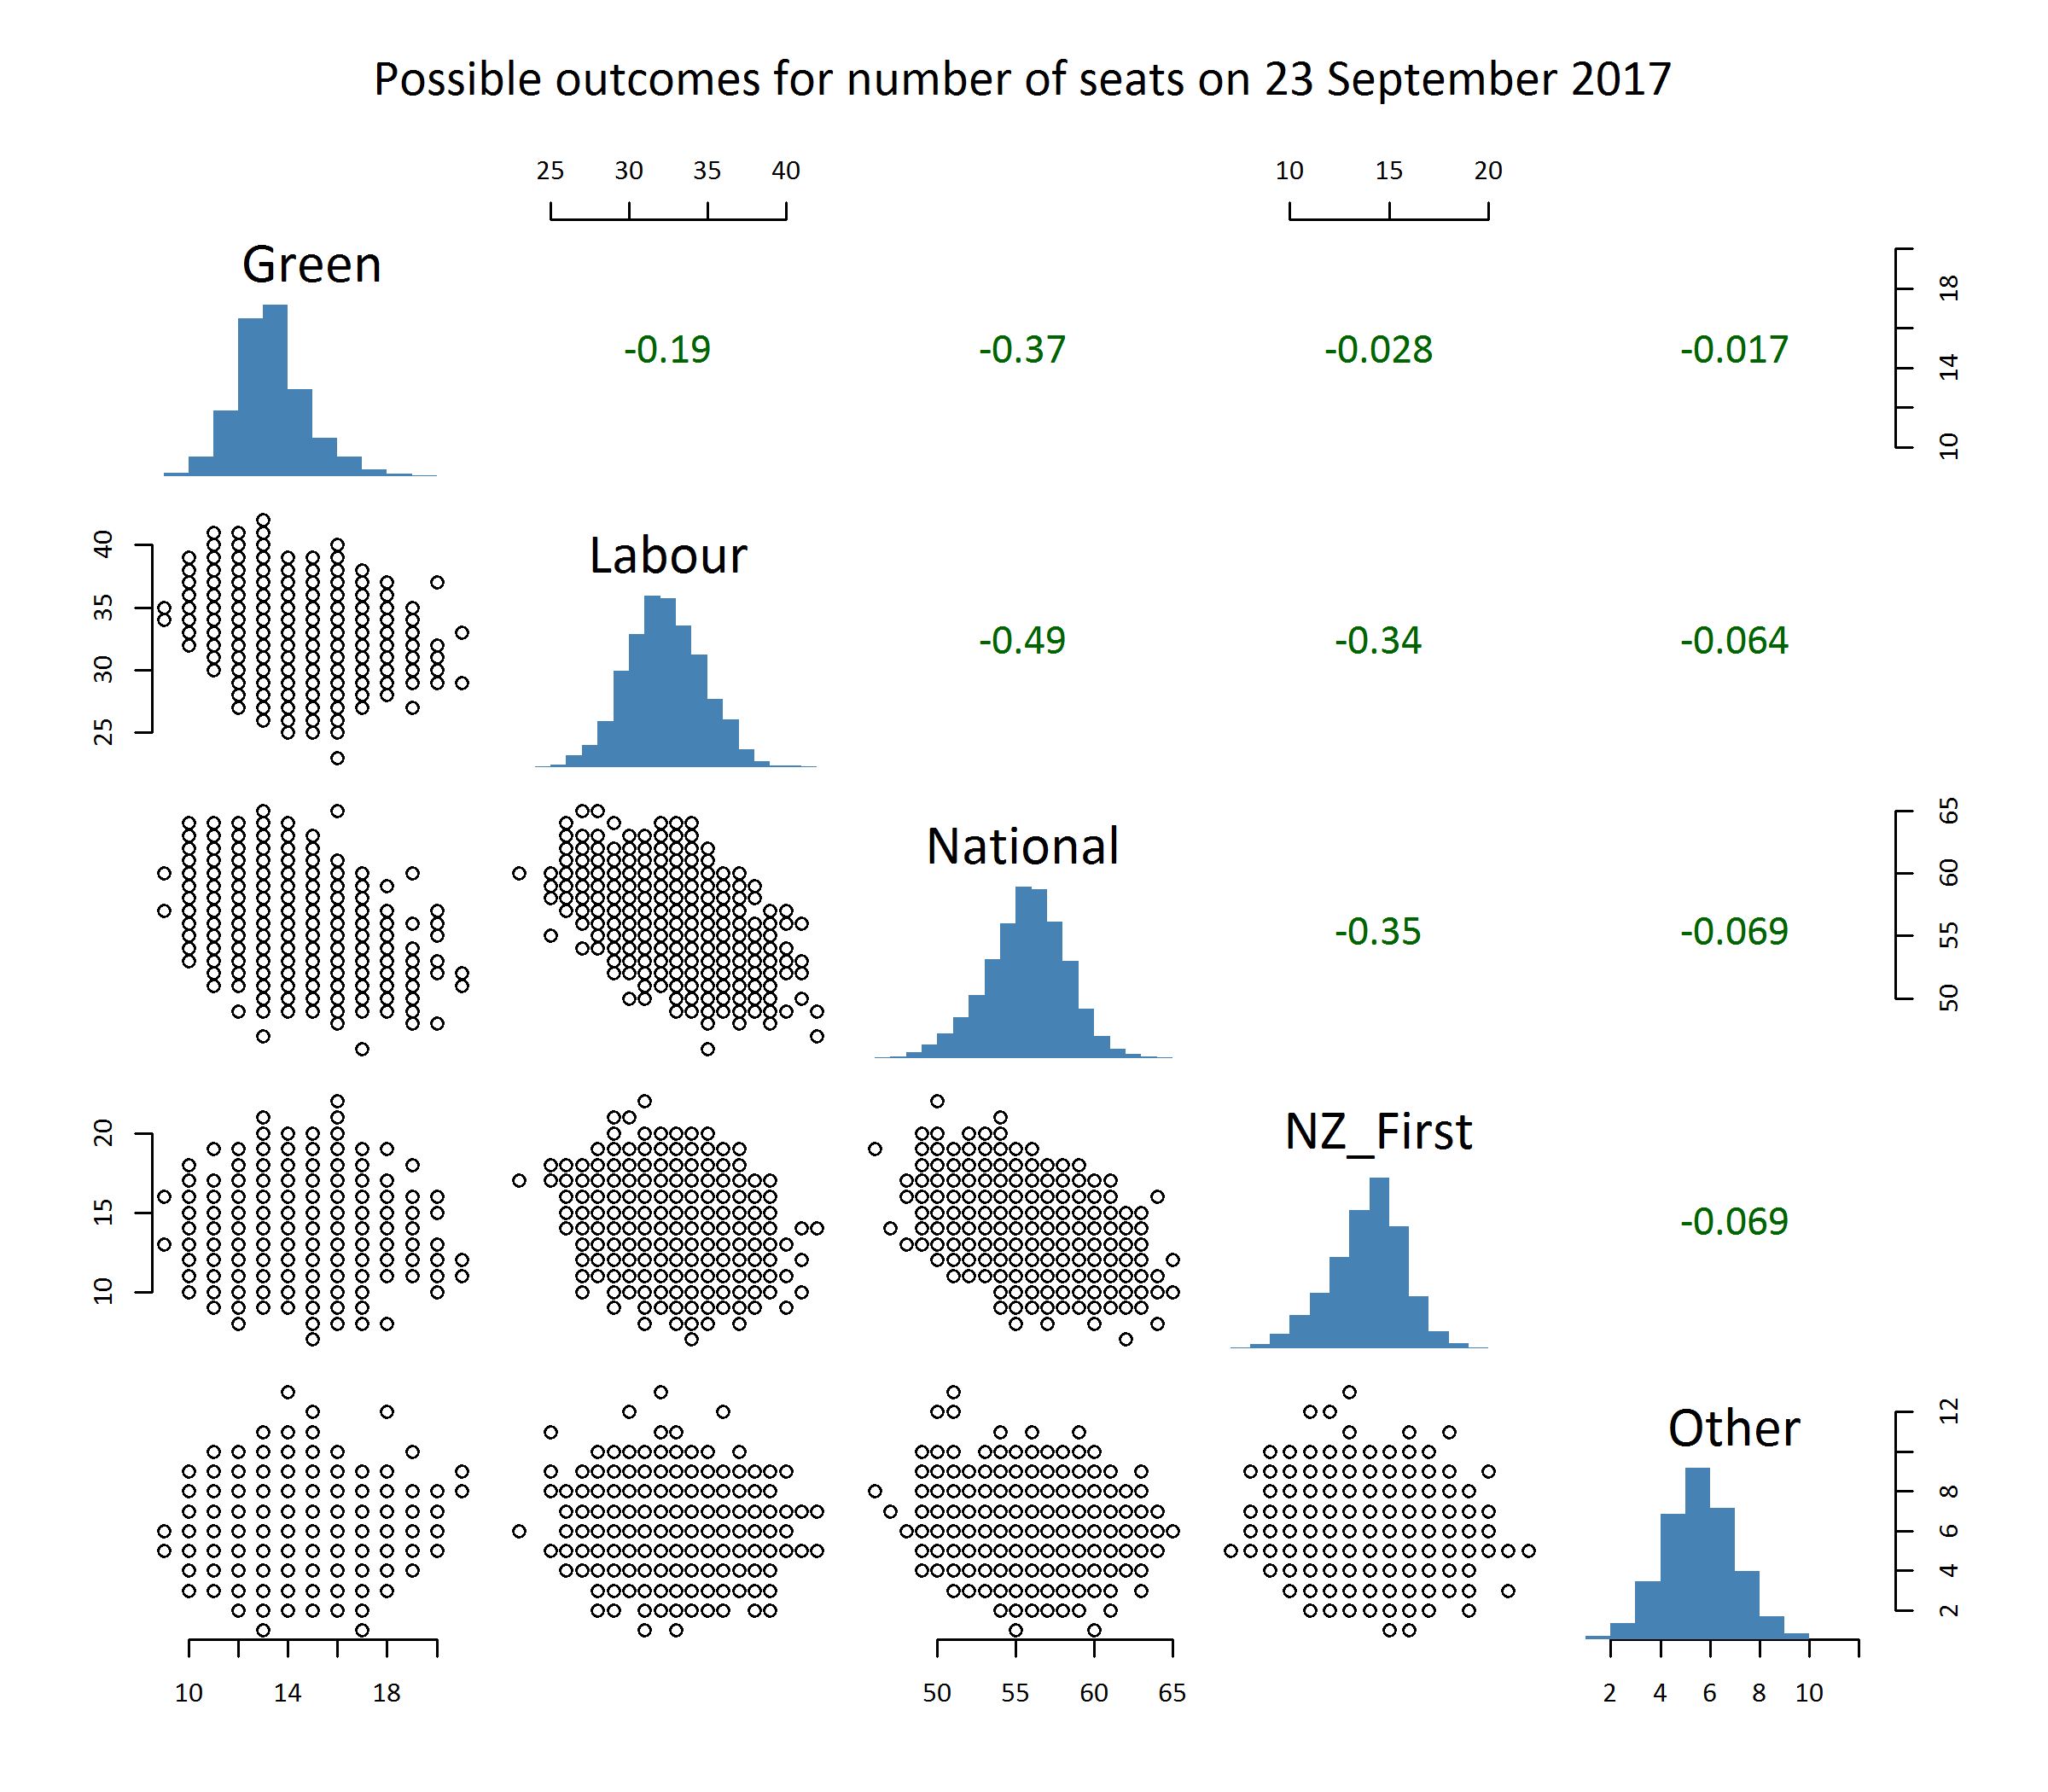 Possible outcomes for number of seats on 23 September 2017
25 30 35 40
10 15 20
Green
-0.19 -0.37 -0.028 -0.017
10 14 18
25 30 35 40
Labour
-0.49 -0.34 -0.064
National
-0.35 -0.069
50 55 60 65
10 15 20
NZ_First
-0.069
Other
2 4 6 8 12
10 14 18
50 55 60 65
2 4 6 8 10